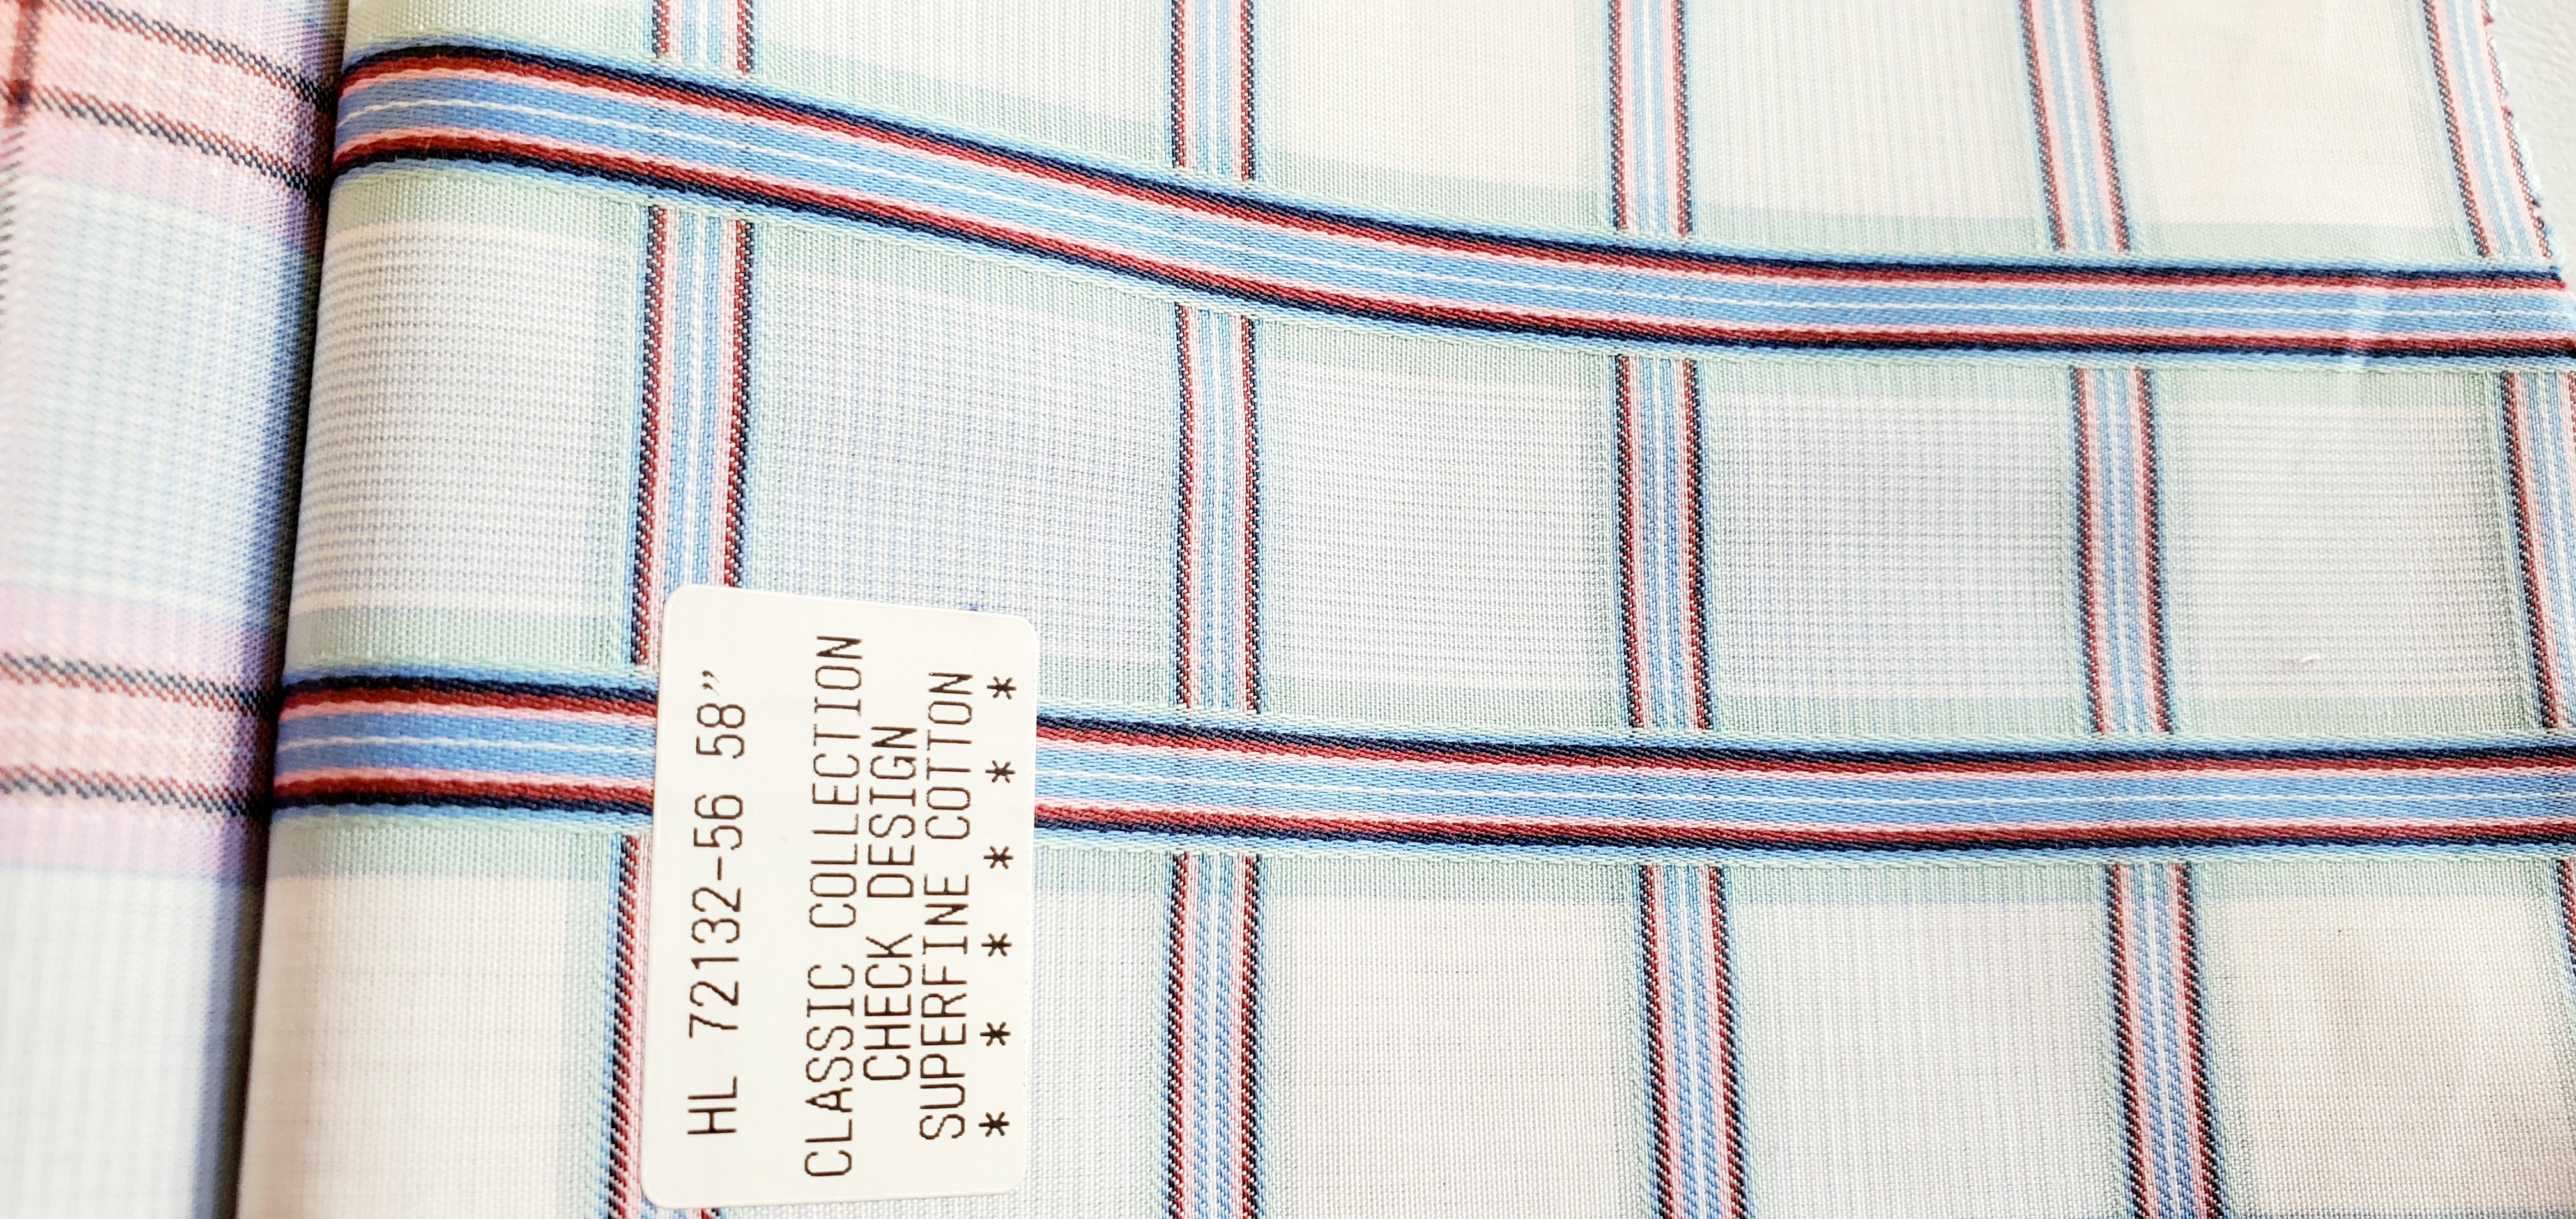 HL 72132-56 58”
CLASSIC COLLECTION
CHECK DESIGN
SUPERFINE COTTON
* * * * * *